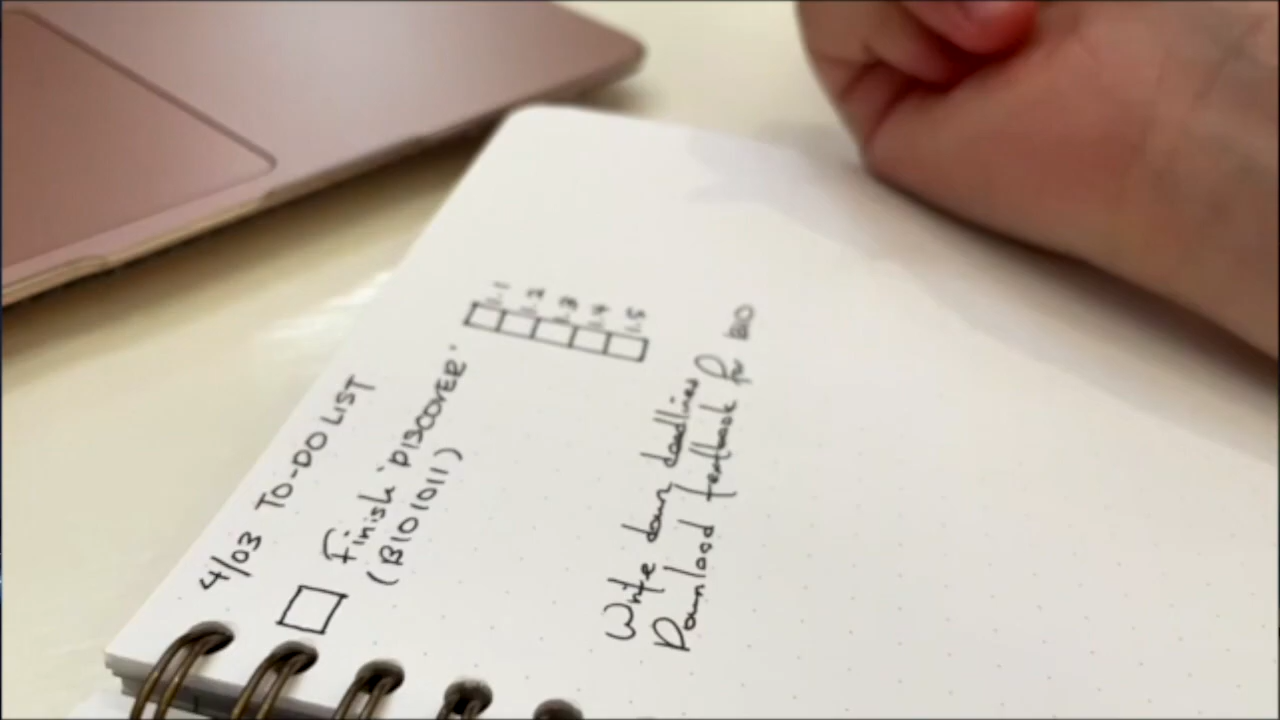 4/03 TO-DO LIST
Finish 'DISCOVER'
(BIO1011)
1.1
1.2
1.3
1.4
1.5
Write down deadlines
Download feedback for BIO